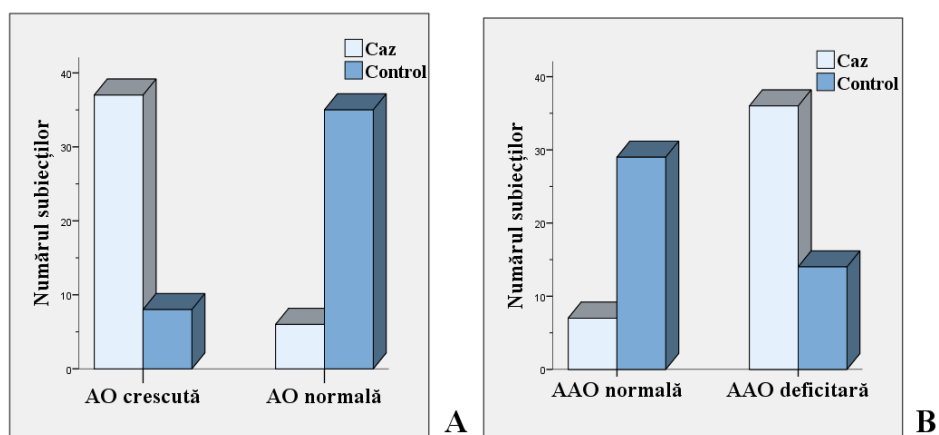 Caz
Control
Numărul subiecților
40
30
20
10
0
AO crescută
AO normală
A
Caz
Control
Numărul subiecților
40
30
20
10
0
AAO normală
AAO deficitară
B